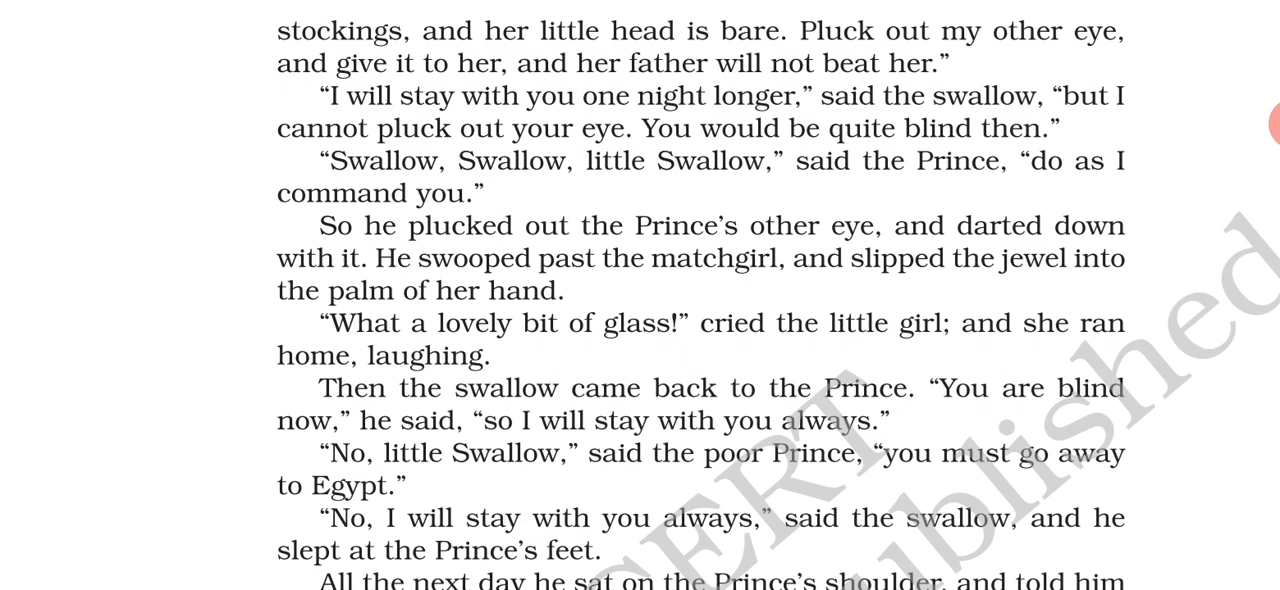 stockings, and her little head is bare. Pluck out my other eye,
and give it to her, and her father will not beat her.”
“I will stay with you one night longer,” said the swallow, “but I
cannot pluck out your eye. You would be quite blind then.”
“Swallow, Swallow, little Swallow,” said the Prince, “do as I
command you.”
So he plucked out the Prince’s other eye, and darted down
with it. He swooped past the matchgirl, and slipped the jewel into
the palm of her hand.
“What a lovely bit of glass!” cried the little girl; and she ran
home, laughing.
Then the swallow came back to the Prince. “You are blind
now,” he said, “so I will stay with you always.”
“No, little Swallow,” said the poor Prince, “you must go away
to Egypt.”
“No, I will stay with you always,” said the swallow, and he
slept at the Prince’s feet.
All the next day he sat on the Prince’s shoulder, and told him
CERT
ublished